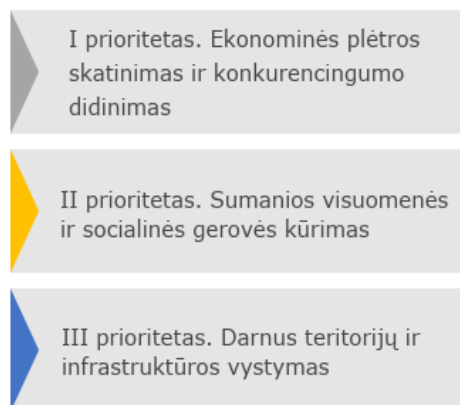 I prioritetas. Ekonominės plėtros
skatinimas ir konkurencingumo
didinimas
II prioritetas. Sumanios visuomenės
ir socialinės gerovės kūrimas
III prioritetas. Darnus teritorijų ir
infrastruktūros vystymas